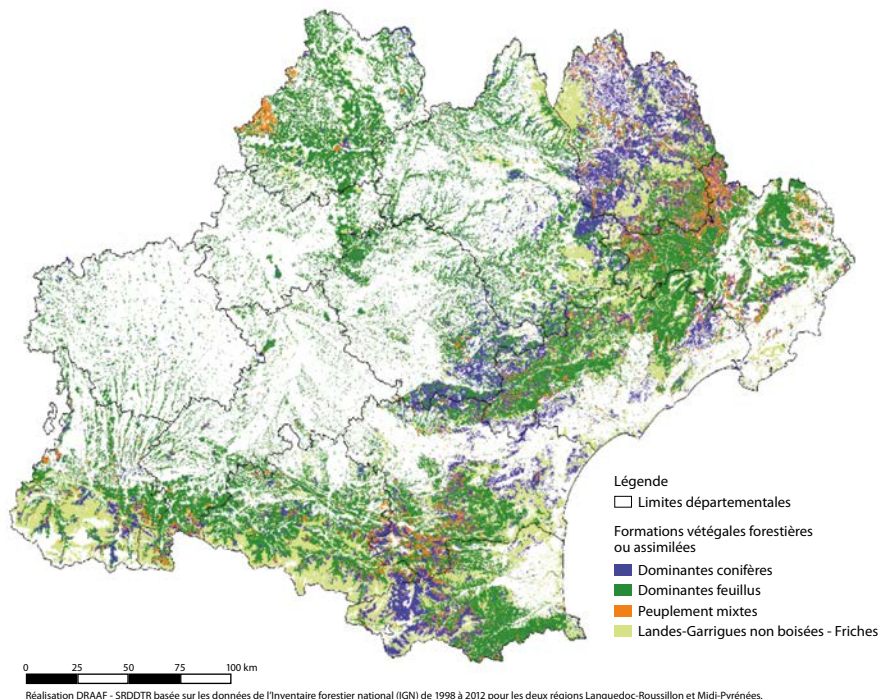 Légende
Limites départementales
Formations vétégales forestières
ou assimilées
Dominantes conifères
Dominantes feuillus
Peuplement mixtes
Landes-Garrigues non boisées - Friches
0 25 50 75 100 km
Réalisation DRAAF - SRDDTR basée sur les données de l'Inventaire forestier national (IGN) de 1998 à 2012 pour les deux régions Languedoc-Roussillon et Midi-Pyrénées.